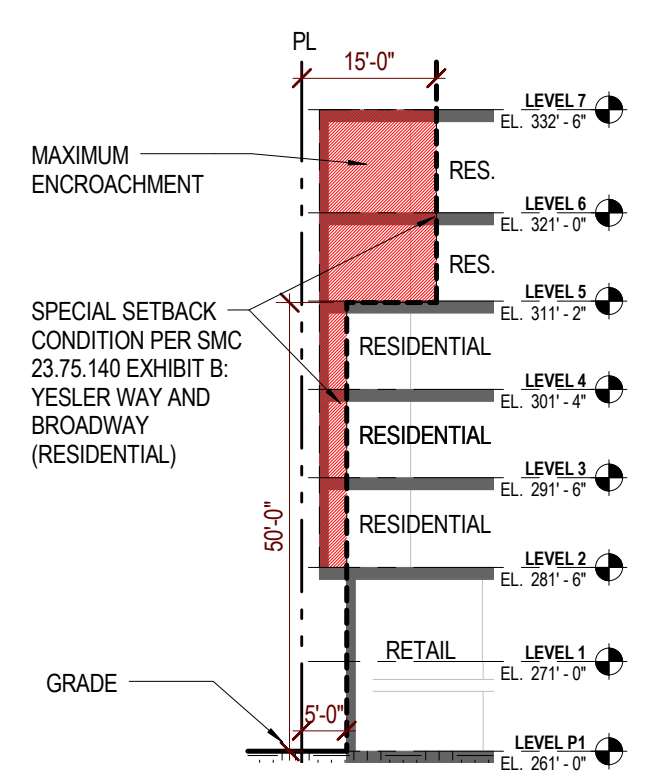 PL
15'-0"
LEVEL 7
EL. 332' - 6"
MAXIMUM
ENCROACHMENT
RES.
LEVEL 6
EL. 321' - 0"
RES.
LEVEL 5
EL. 311' - 2"
SPECIAL SETBACK
CONDITION PER SMC
23.75.140 EXHIBIT B:
YESLER WAY AND
BROADWAY
(RESIDENTIAL)
RESIDENTIAL
LEVEL 4
EL. 301' - 4"
RESIDENTIAL
LEVEL 3
EL. 291' - 6"
50'-0"
RESIDENTIAL
LEVEL 2
EL. 281' - 6"
RETAIL
LEVEL 1
EL. 271' - 0"
GRADE
5'-0"
LEVEL P1
EL. 261' - 0"